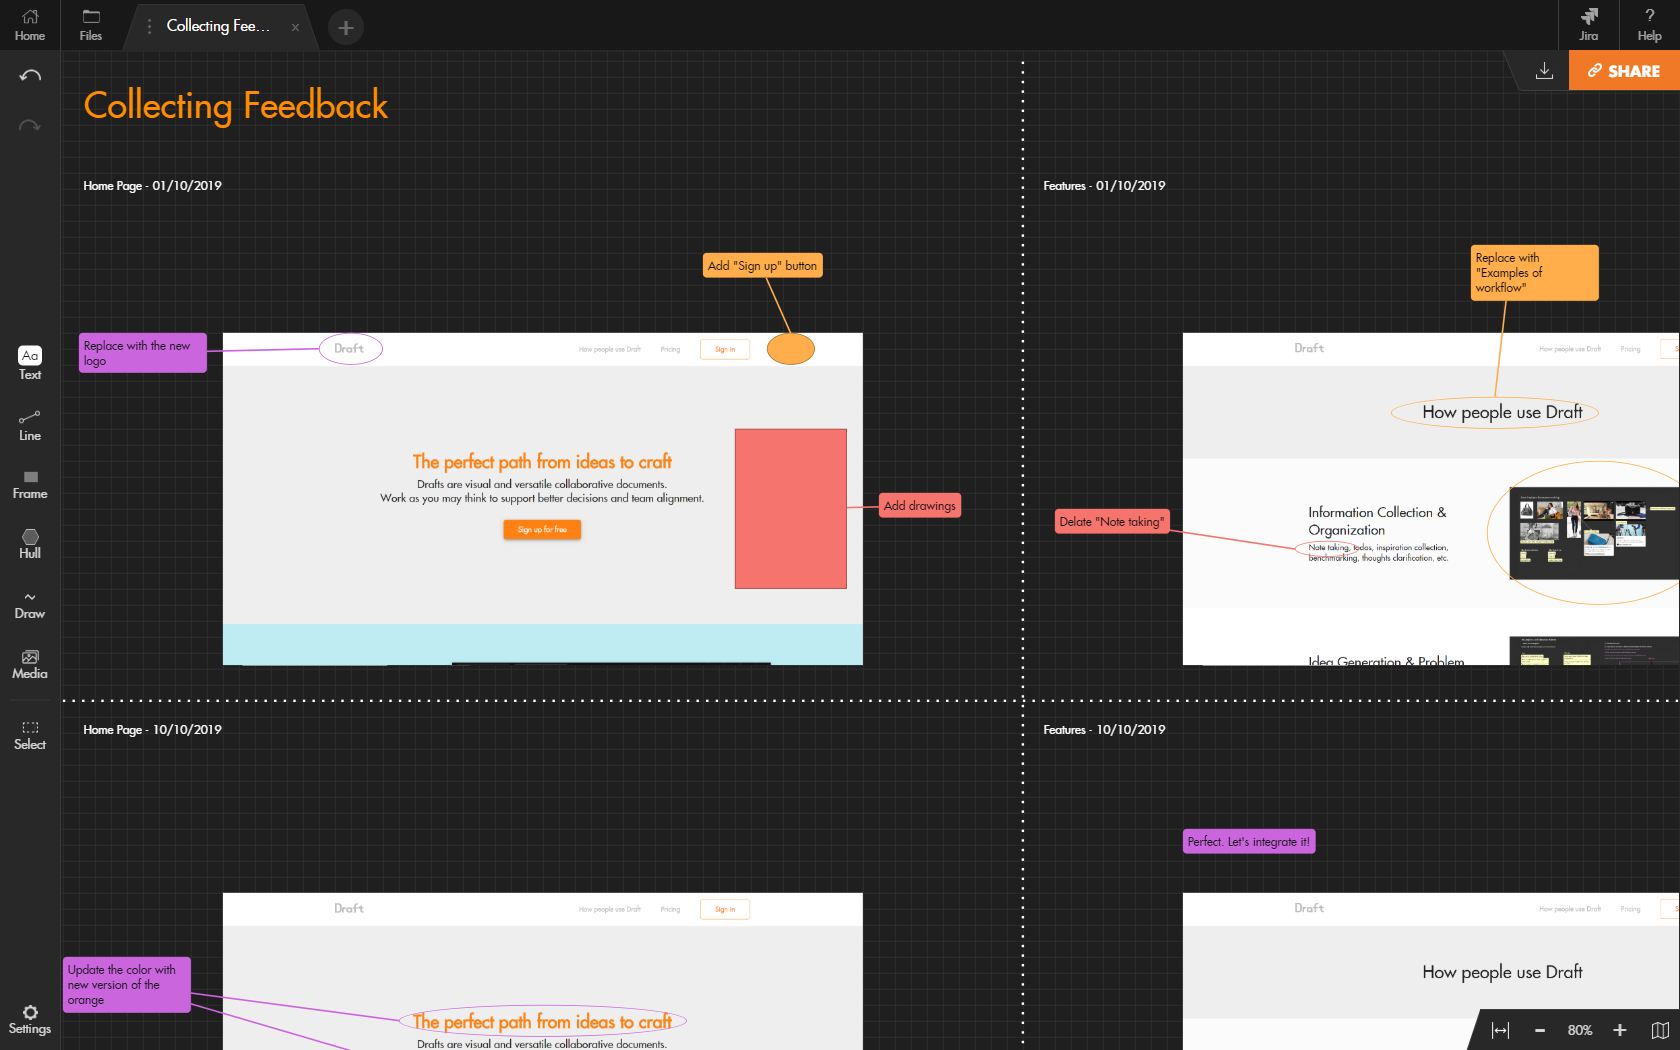 Home
Files
Collecting Fee...
x
+
Jira
?
Help
SHARE
Collecting Feedback
Home Page - 01/10/2019
Features - 01/10/2019
Add "Sign up" button
Replace with
"Examples of
workflow"
Replace with the new
logo
Draft
How people use Draft
Pricing
Sign in
Draft
How people use Draft
Pricing
S
How people use Draft
The perfect path from ideas to craft
Drafts are visual and versatile collaborative documents.
Work as you may think to support better decisions and team alignment.
Sign up for free
Add drawings
Delate "Note taking"
Information Collection &
Organization
Note taking, todos, inspiration collection,
benchmarking, thoughts clarification, etc.
Idea Generation & Problem
Aa
Text
Line
Frame
Hull
Draw
Media
Select
Settings
Home Page - 10/10/2019
Features - 10/10/2019
Perfect. Let's integrate it!
Draft
How people use Draft
Pricing
Sign in
Draft
How people use Draft
Pricing
S
Update the color with
new version of the
orange
How people use Draft
The perfect path from ideas to craft
Drafts are visual and versatile collaborative documents.
80%